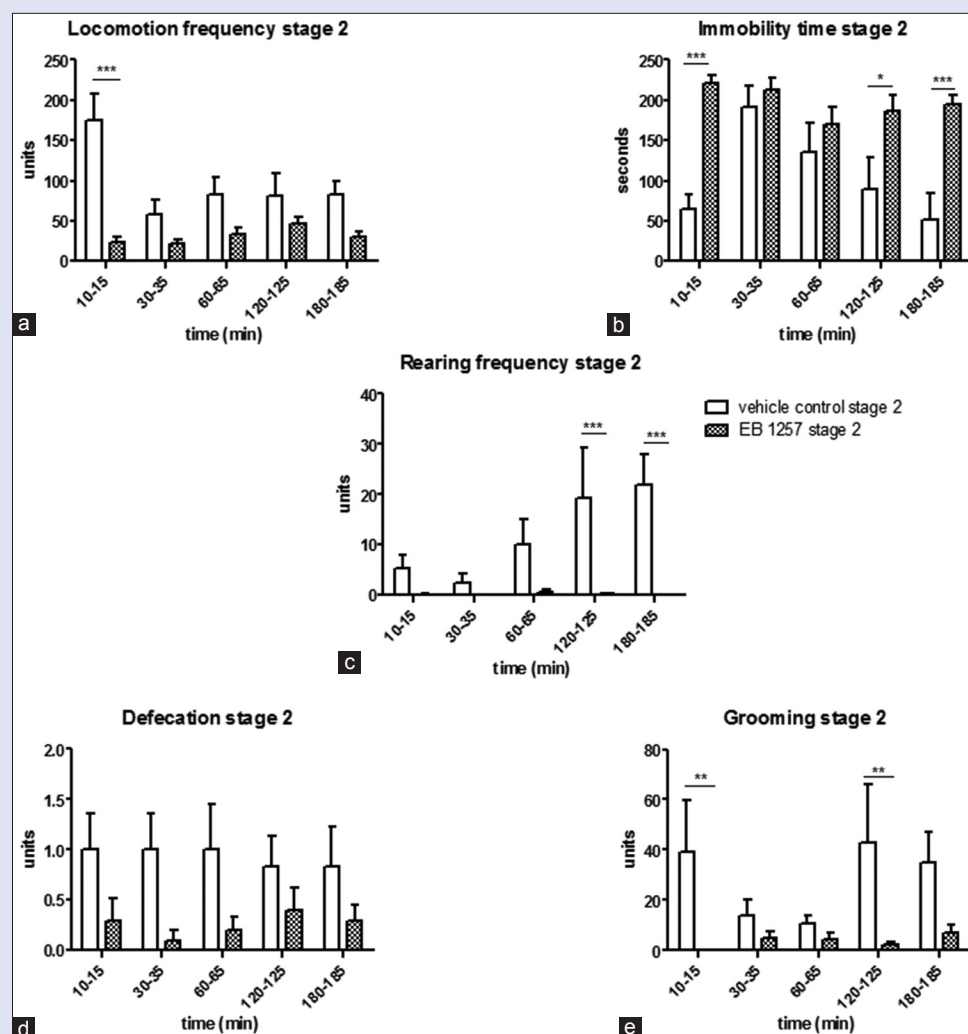 Locomotion frequency stage 2
250
200
150
100
50
0
units
***
10-15
30-35
60-65
120-125
180-185
time (min)
a
Immobility time stage 2
250
200
150
100
50
0
seconds
***
*
***
10-15
30-35
60-65
120-125
180-185
time (min)
b
Rearing frequency stage 2
40
30
20
10
0
units
***
***
10-15
30-35
60-65
120-125
180-185
time (min)
c
vehicle control stage 2
EB 1257 stage 2
Defecation stage 2
2.0
1.5
1.0
0.5
0.0
units
10-15
30-35
60-65
120-125
180-185
time (min)
d
Grooming stage 2
80
60
40
20
0
units
**
**
10-15
30-35
60-65
120-125
180-185
time (min)
e